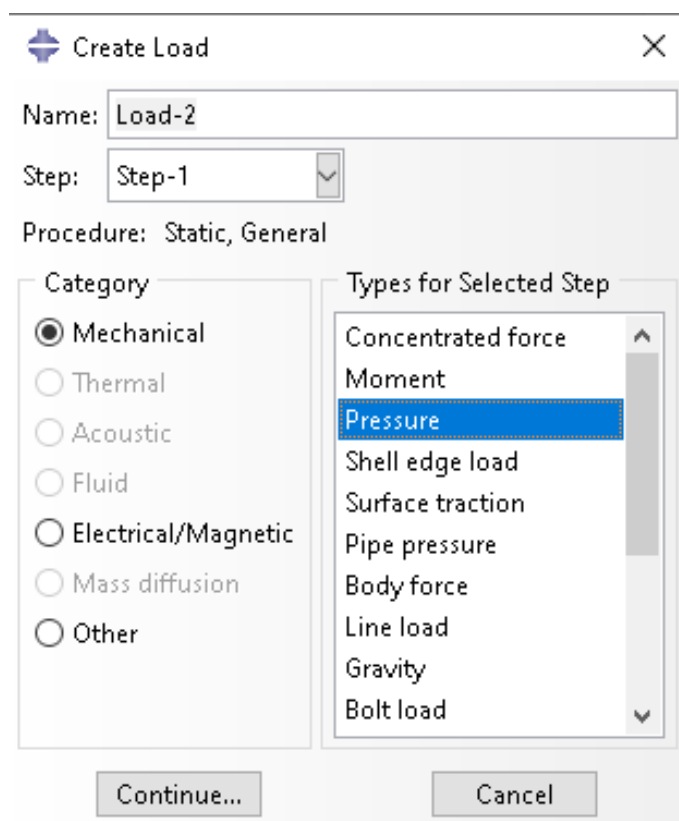 Create Load
Name: Load-2
Step: Step-1
Procedure: Static, General
Category
Mechanical
Thermal
Acoustic
Fluid
Electrical/Magnetic
Mass diffusion
Other
Types for Selected Step
Concentrated force
Moment
Pressure
Shell edge load
Surface traction
Pipe pressure
Body force
Line load
Gravity
Bolt load
Continue...
Cancel